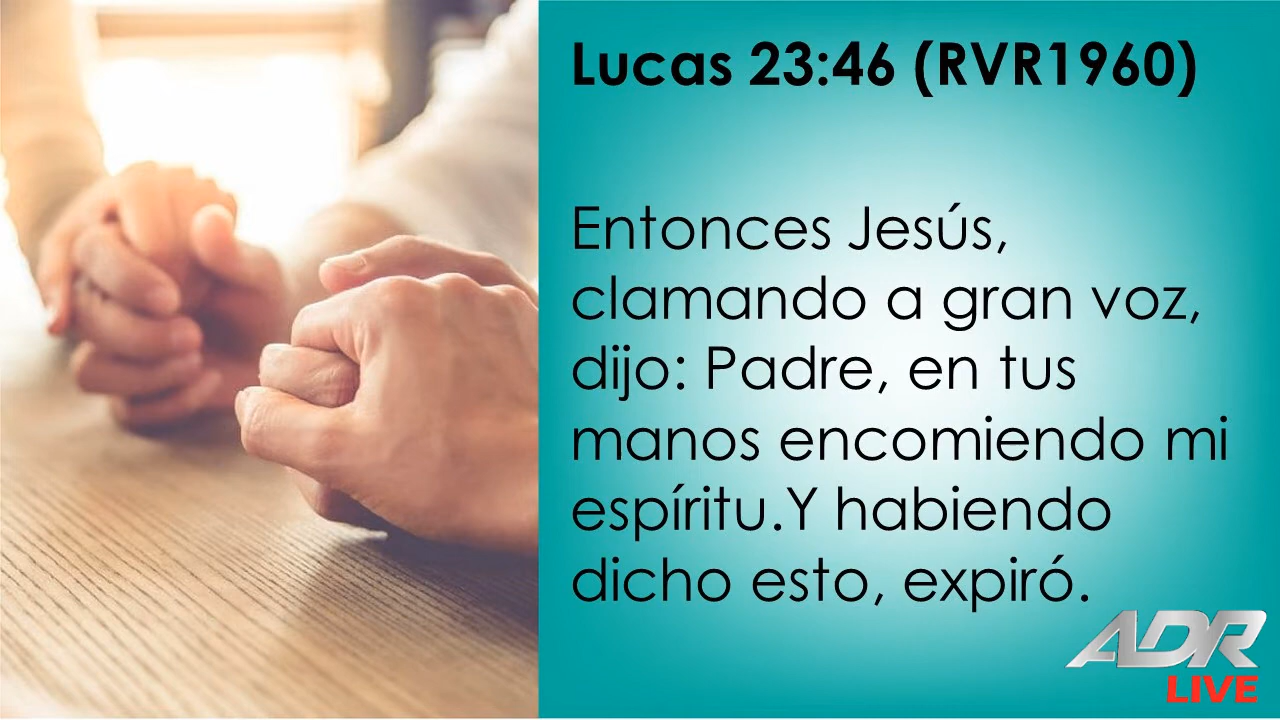 Lucas 23:46 (RVR1960)
Entonces Jesús,
clamando a gran voz,
dijo: Padre, en tus
manos encomiendo mi
espíritu.Y habiendo
dicho esto, expiró.
ADR
LIVE